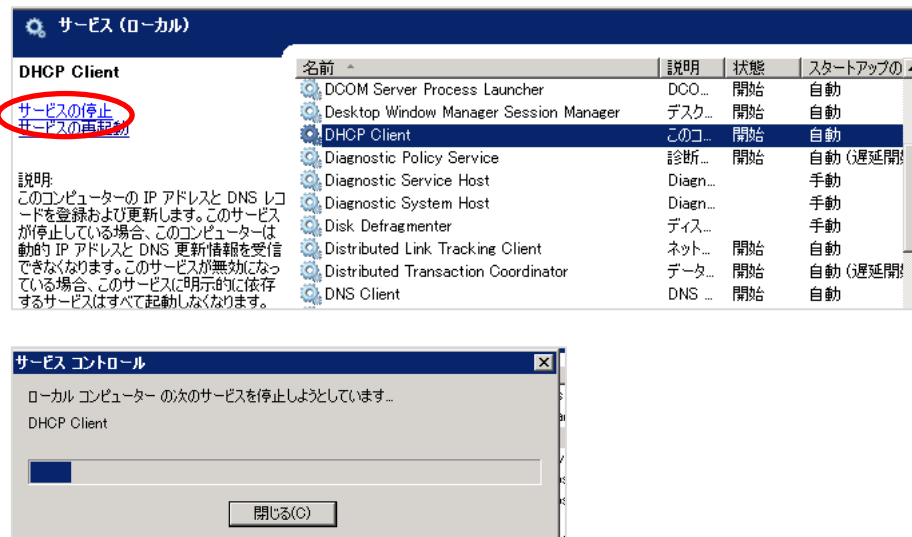 サービス (ローカル)
DHCP Client
サービスの停止
サービスの再起動
説明:
このコンピューターの IP アドレスと DNS レコ
ードを登録および更新します。このサービス
が停止している場合、このコンピューターは
動的 IP アドレスと DNS 更新情報を受信
できなくなります。このサービスが無効になっ
ている場合、このサービスに明示的に依存
するサービスはすべて起動しなくなります。
名前 説明 状態 スタートアップの
DCOM Server Process Launcher DCO... 開始 自動
Desktop Window Manager Session Manager デスク... 開始 自動
DHCP Client このコ... 開始 自動
Diagnostic Policy Service 診断... 開始 自動 (遅延開始
Diagnostic Service Host Diagn... 手動
Diagnostic System Host Diagn... 手動
Disk Defragmenter ディス... 手動
Distributed Link Tracking Client ネット... 開始 自動
Distributed Transaction Coordinator データ... 開始 自動 (遅延開始
DNS Client DNS ... 開始 自動
サービス コントロール
ローカル コンピューター の次のサービスを停止しようとしています...
DHCP Client
閉じる(C)